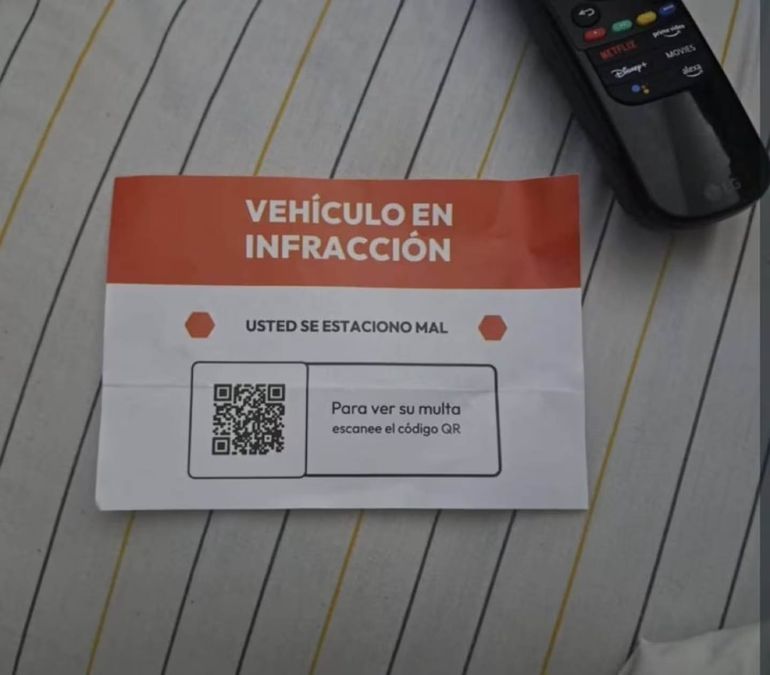 NETFLIX
prime video
Disney+
MOVIES
alexa
LG
VEHÍCULO EN
INFRACCIÓN
USTED SE ESTACIONO MAL
Para ver su multa
escanee el código QR